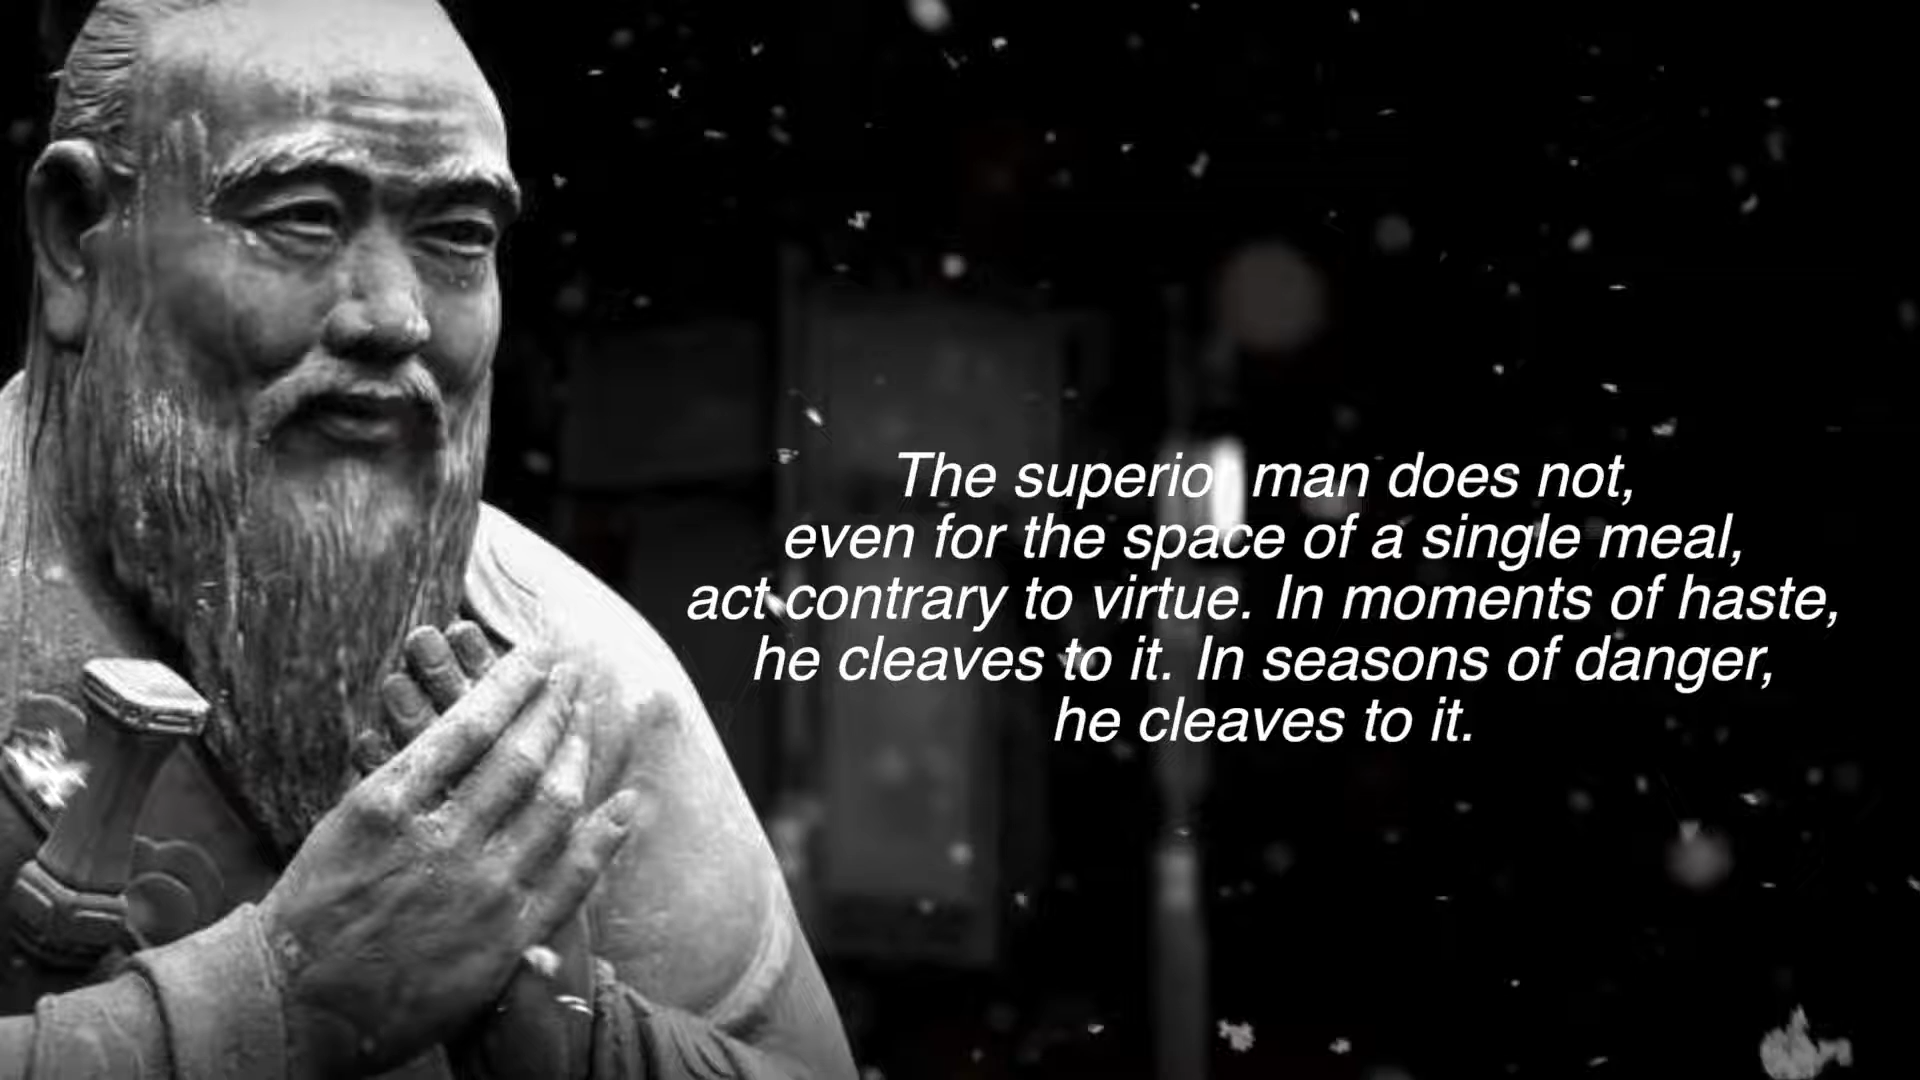 The superior man does not,
even for the space of a single meal,
act contrary to virtue. In moments of haste,
he cleaves to it. In seasons of danger,
he cleaves to it.